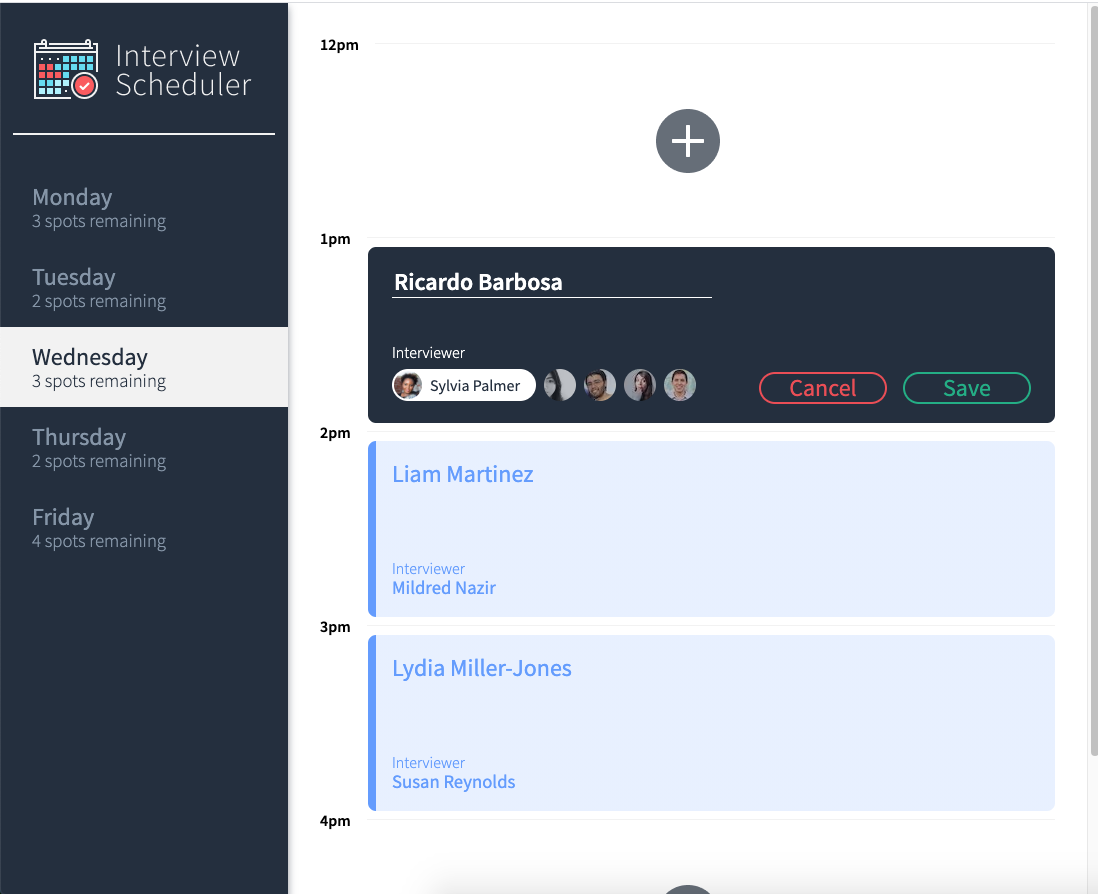 Interview
Scheduler
Monday
3 spots remaining
Tuesday
2 spots remaining
Wednesday
3 spots remaining
Thursday
2 spots remaining
Friday
4 spots remaining
12pm
1pm
Ricardo Barbosa
Interviewer
Sylvia Palmer
Cancel
Save
2pm
Liam Martinez
Interviewer
Mildred Nazir
3pm
Lydia Miller-Jones
Interviewer
Susan Reynolds
4pm